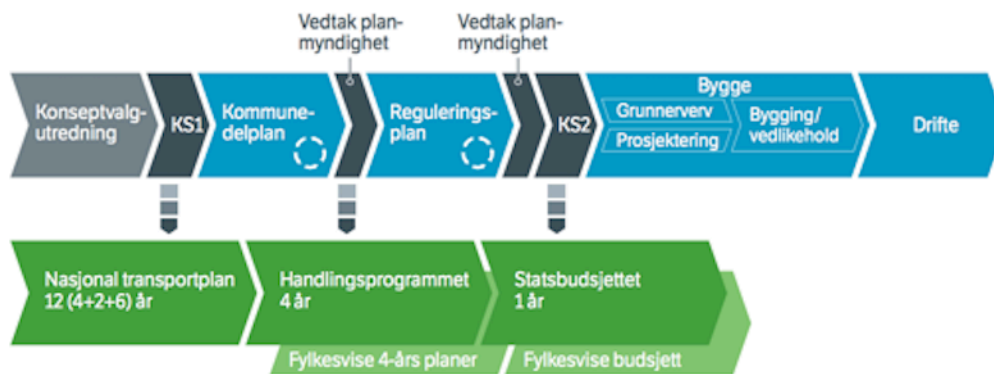 Vedtak plan-
myndighet
Vedtak plan-
myndighet
Konseptvalg-
utredning
KS1
Kommune-
delplan
Regulerings-
plan
KS2
Bygge
Grunnerverv
Prosjektering
Bygging/
vedlikehold
Drifte
Nasjonal transportplan
12 (4+2+6) år
Handlingsprogrammet
4 år
Statsbudsjettet
1 år
Fylkesvise 4-års planer
Fylkesvise budsjett